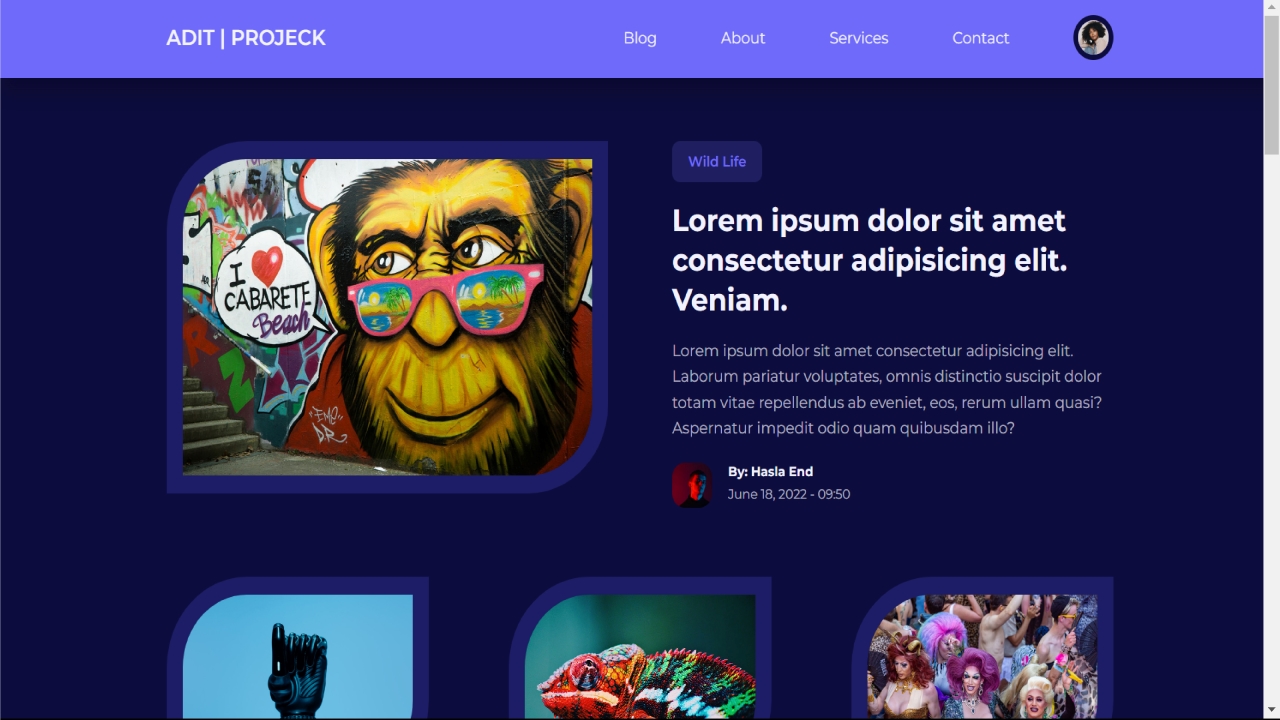 ADIT | PROJECK
Blog
About
Services
Contact
I
CABARETE
Beach
Wild Life
Lorem ipsum dolor sit amet
consectetur adipisicing elit.
Veniam.
Lorem ipsum dolor sit amet consectetur adipisicing elit.
Laborum pariatur voluptates, omnis distinctio suscipit dolor
totam vitae repellendus ab eveniet, eos, rerum ullam quasi?
Aspernatur impedit odio quam quibusdam illo?
By: Hasla End
June 18, 2022 - 09:50